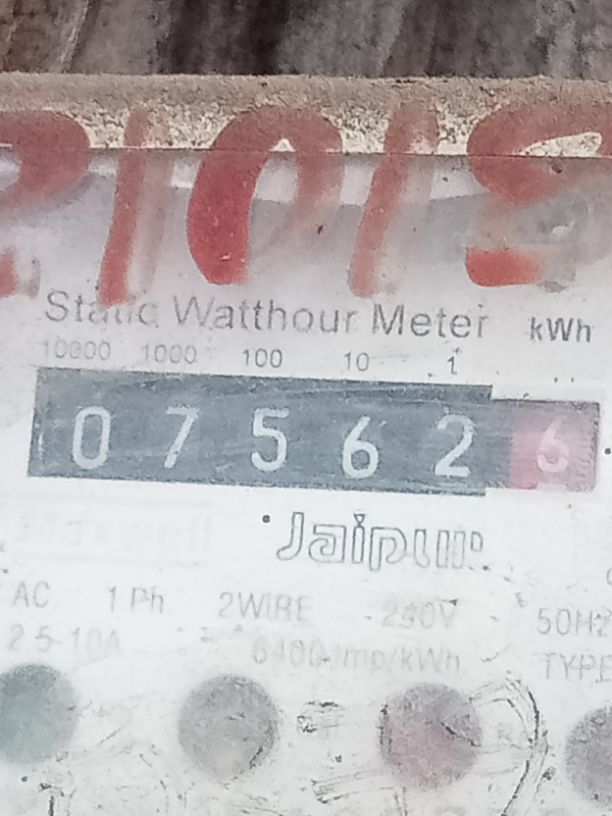 Static Watthour Meter kWh
10000 1000 100 10 1
0 7 5 6 2 6
Jaipur
AC 1 Ph. 2WIRE 240V 50HZ
2.5-10A 6400 Imp/kWh TYPE